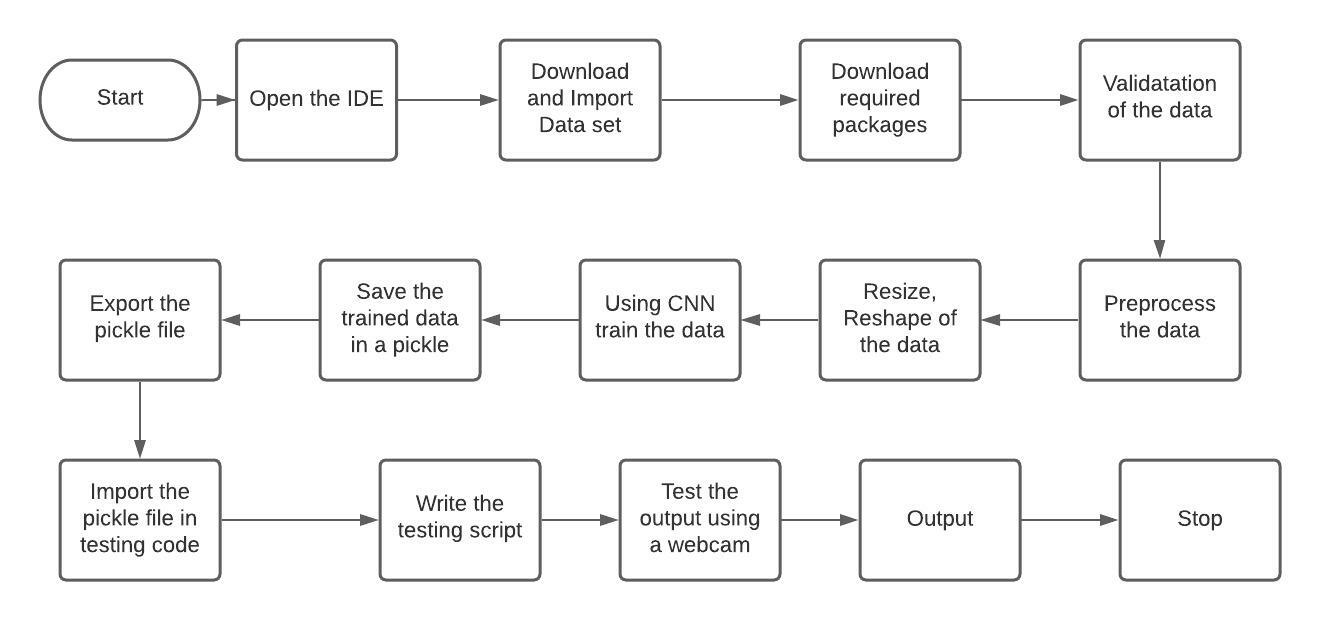 Start
Open the IDE
Download
and Import
Data set
Download
required
packages
Validatation
of the data
Preprocess
the data
Resize,
Reshape of
the data
Using CNN
train the data
Save the
trained data
in a pickle
Export the
pickle file
Import the
pickle file in
testing code
Write the
testing script
Test the
output using
a webcam
Output
Stop